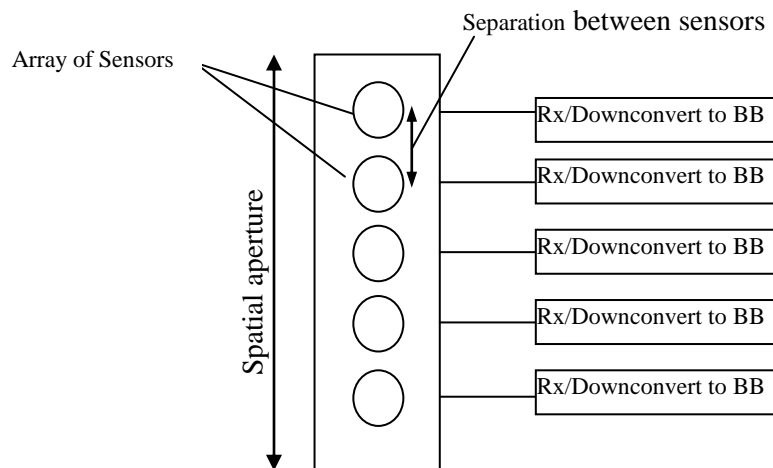 Separation between sensors
Array of Sensors
Rx/Downconvert to BB
Rx/Downconvert to BB
Spatial aperture
Rx/Downconvert to BB
Rx/Downconvert to BB
Rx/Downconvert to BB